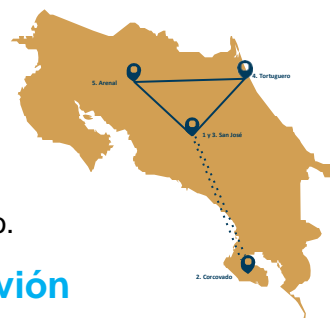 5. Arenal
4. Tortuguero
1 y 3. San José
2. Corcovado
o.
vión